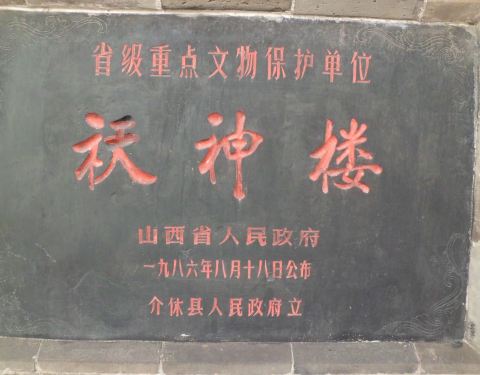 省级重点文物保护单位
祆神楼
山西省人民政府
一九八六年八月十八日公布
介休县人民政府立